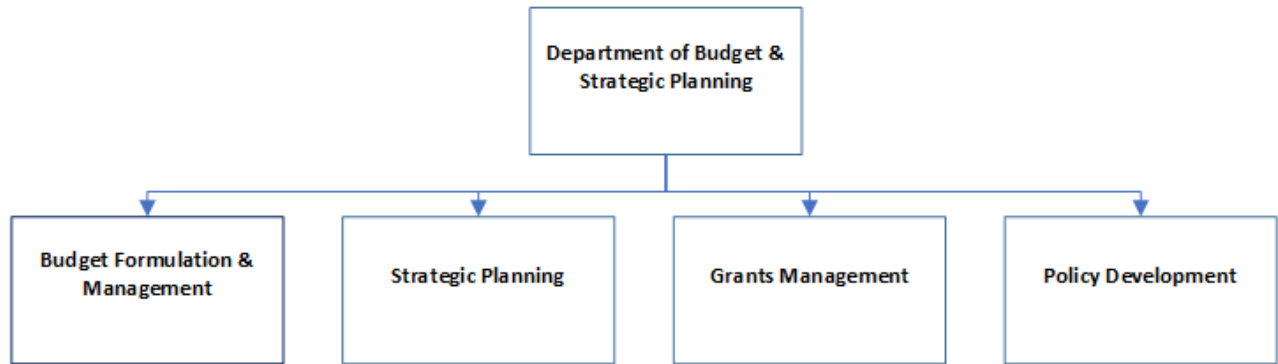 Department of Budget &
Strategic Planning
Budget Formulation &
Management
Strategic Planning
Grants Management
Policy Development